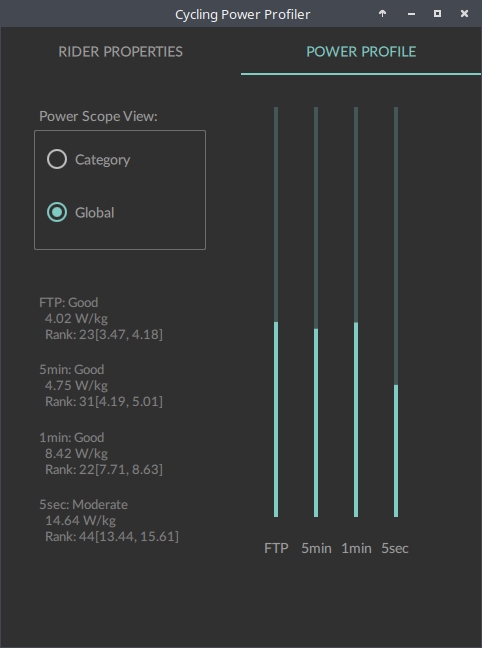 Cycling Power Profiler
RIDER PROPERTIES
POWER PROFILE
Power Scope View:
Category
Global
FTP: Good
4.02 W/kg
Rank: 23[3.47, 4.18]
5min: Good
4.75 W/kg
Rank: 31[4.19, 5.01]
1min: Good
8.42 W/kg
Rank: 22[7.71, 8.63]
5sec: Moderate
14.64 W/kg
Rank: 44[13.44, 15.61]
FTP 5min 1min 5sec